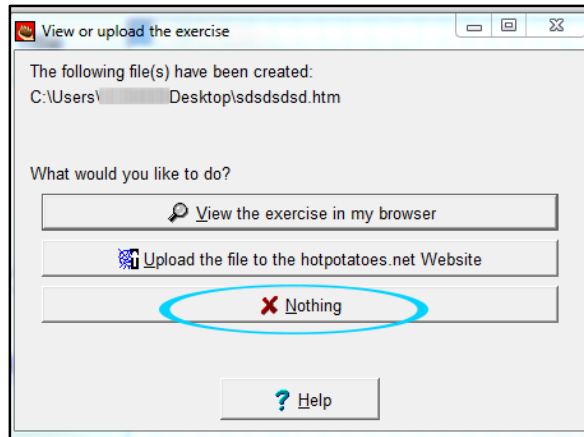 View or upload the exercise
The following file(s) have been created:
C:\Users\ Desktop\sdsdsdsd.htm
What would you like to do?
View the exercise in my browser
Upload the file to the hotpotatoes.net Website
Nothing
? Help